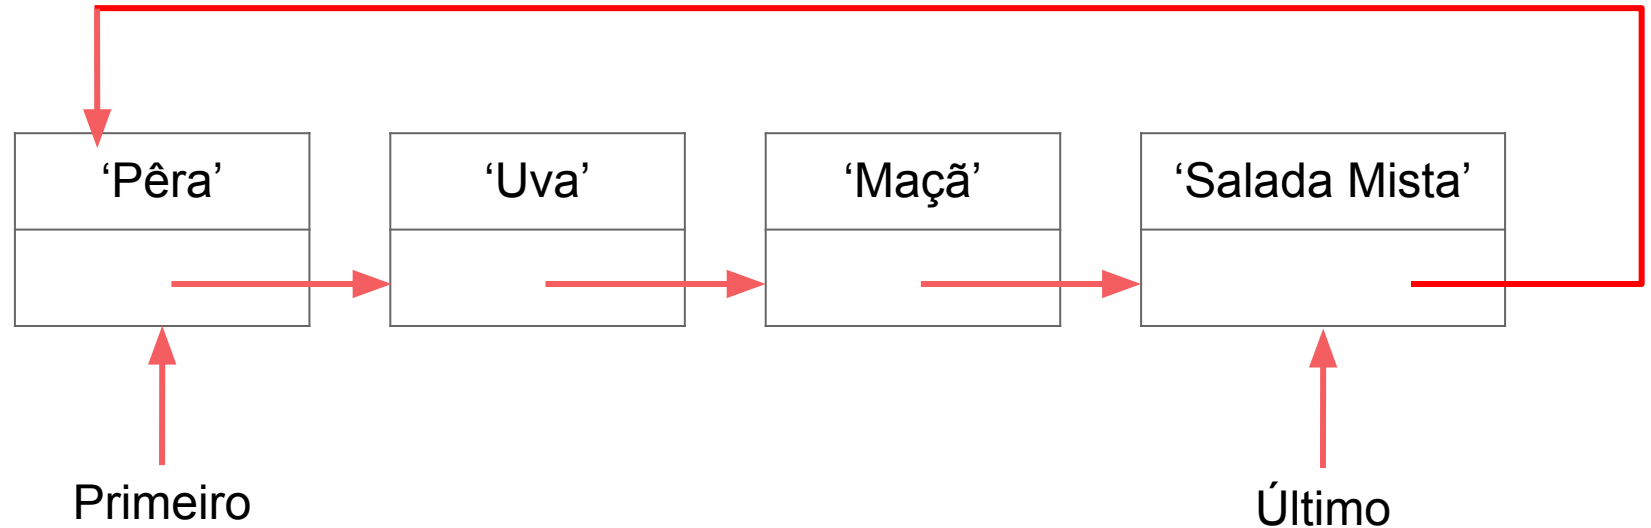 ‘Pêra’
‘Uva’
‘Maçã’
‘Salada Mista’
Primeiro
Último